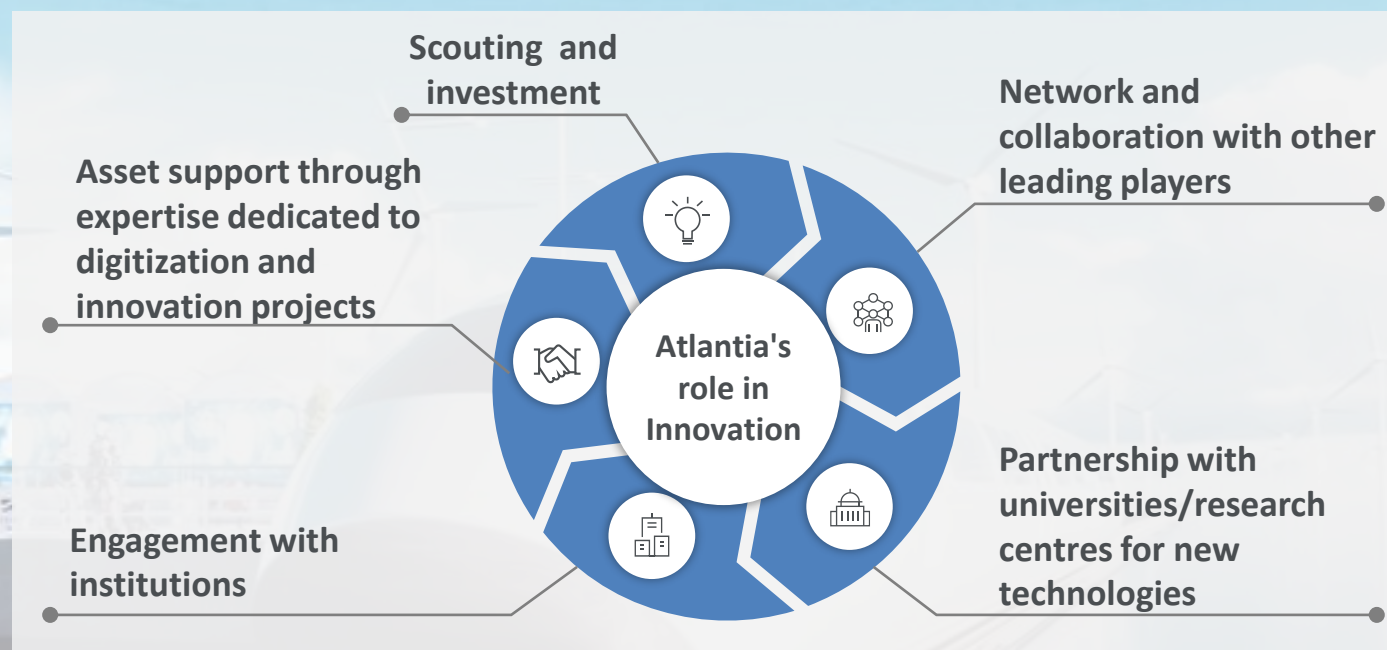 Scouting and
investment
Network and
collaboration with other
leading players
Asset support through
expertise dedicated to
digitization and
innovation projects
Atlantia's
role in
Innovation
Partnership with
universities/research
centres for new
technologies
Engagement with
institutions